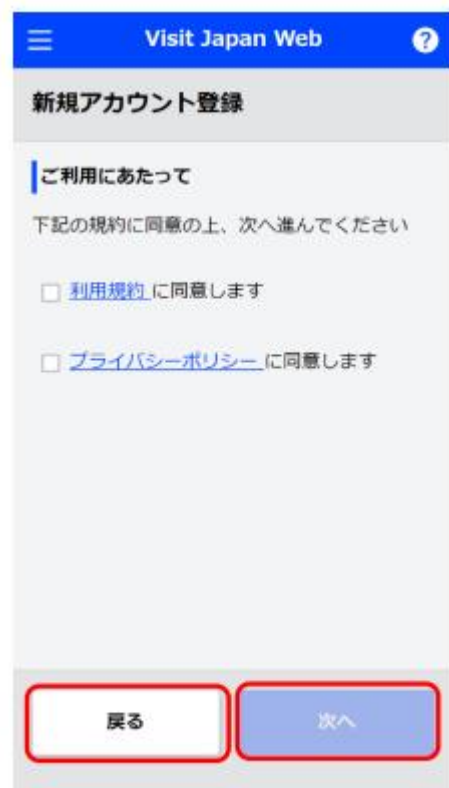 Visit Japan Web
?
新規アカウント登録
ご利用にあたって
下記の規約に同意の上、次へ進んでください
利用規約 に同意します
プライバシーポリシー に同意します
戻る
次へ